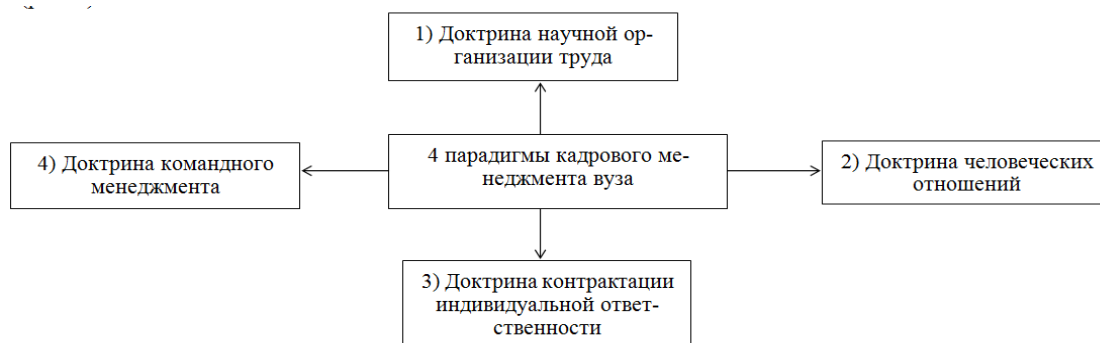 1) Доктрина научной ор-
ганизации труда
4) Доктрина командного
менеджмента
4 парадигмы кадрового ме-
неджмента вуза
2) Доктрина человеческих
отношений
3) Доктрина контрактации
индивидуальной ответ-
ственности